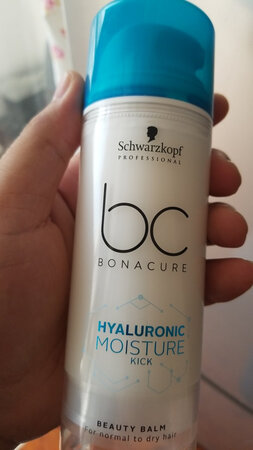 Schwarzkopf
PROFESSIONAL
bc
BONACURE
HYALURONIC
MOISTURE
KICK
BEAUTY BALM
For normal to dry hair